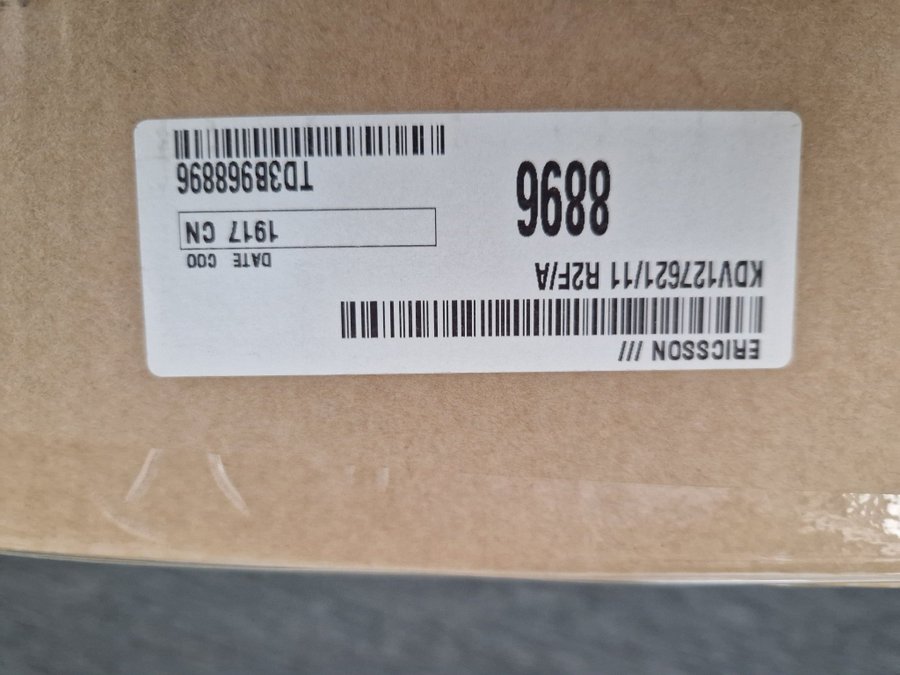 ERICSSON ///
KDV127621/11 R2F/A
8896
DATE COO
1917 CN
TD3B968896